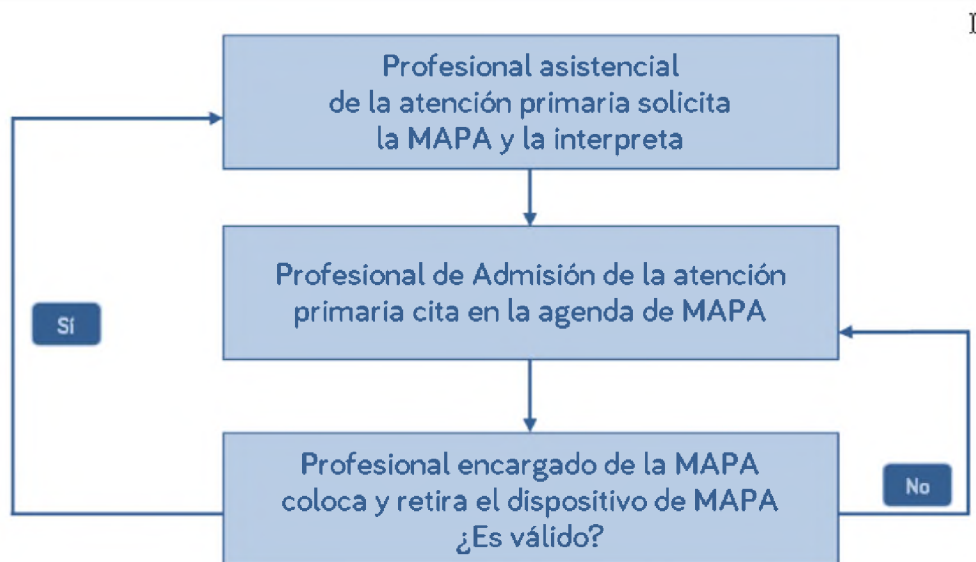 Profesional asistencial
de la atención primaria solicita
la MAPA y la interpreta
Profesional de Admisión de la atención
primaria cita en la agenda de MAPA
Sí
Profesional encargado de la MAPA
coloca y retira el dispositivo de MAPA
¿Es válido?
No